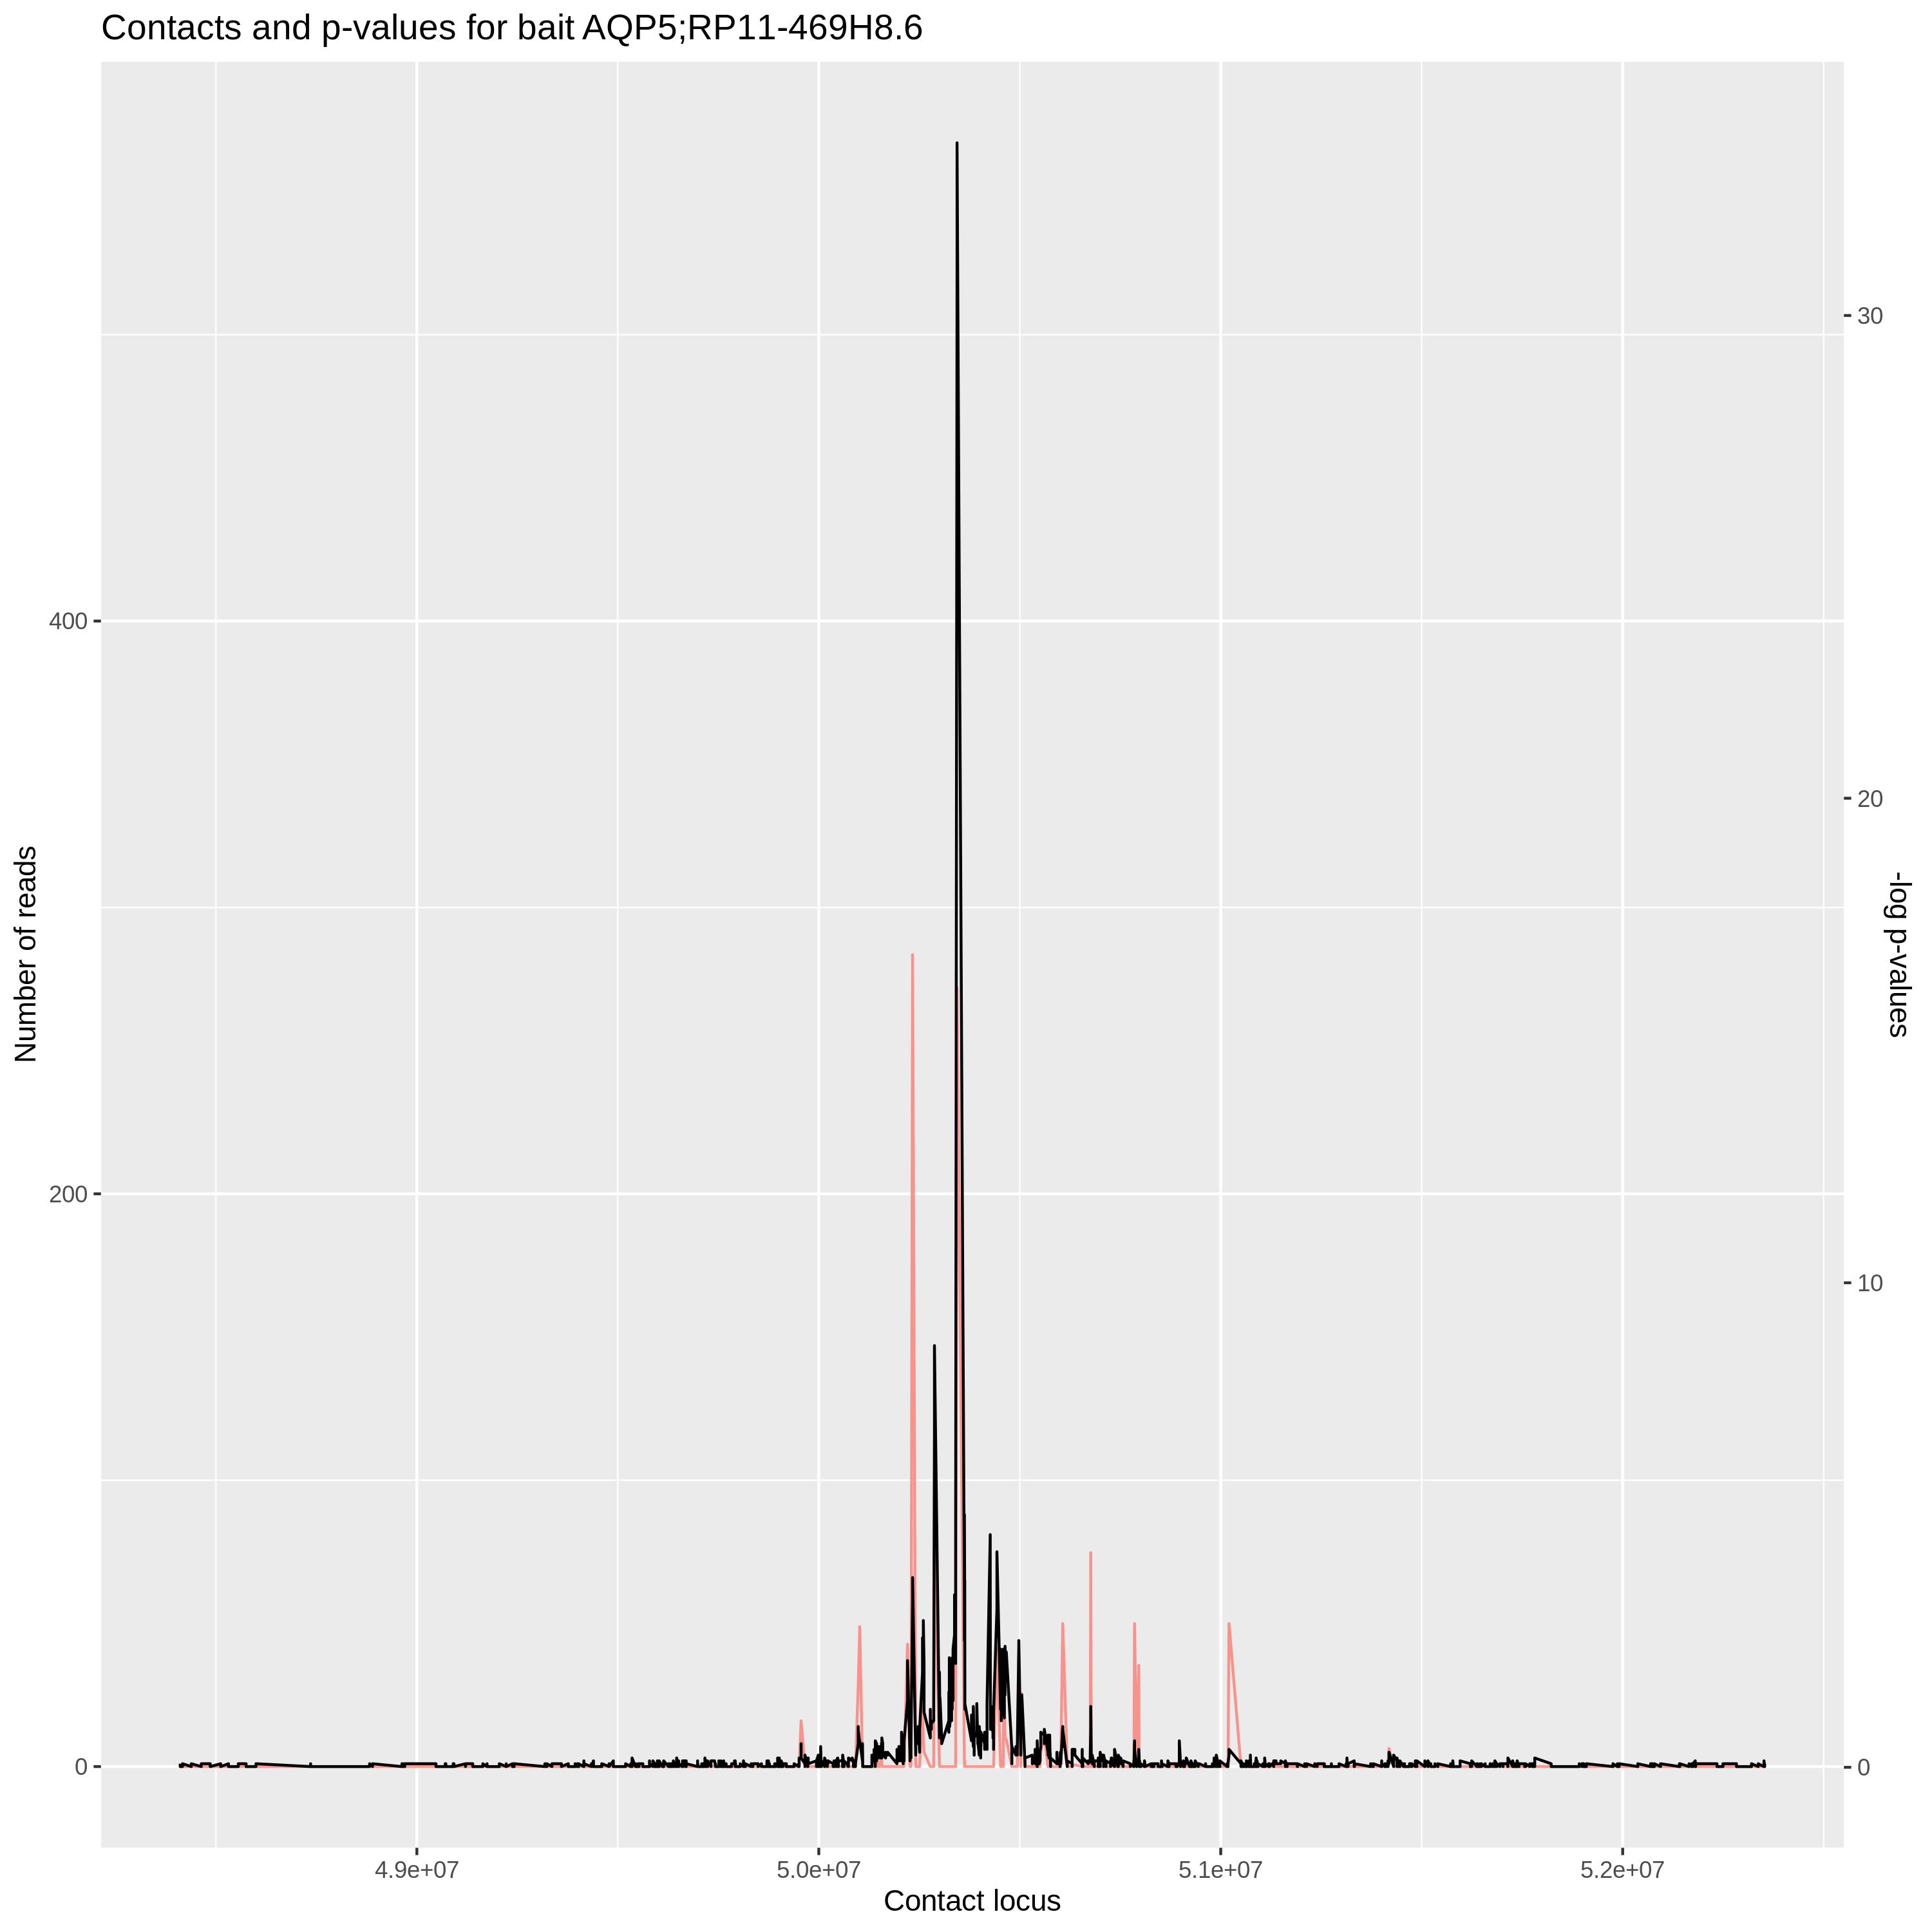 Contacts and p-values for bait AQP5;RP11-469H8.6
Number of reads
400
200
0
30
20
10
0
-log p-values
4.9e+07
5.0e+07
5.1e+07
5.2e+07
Contact locus